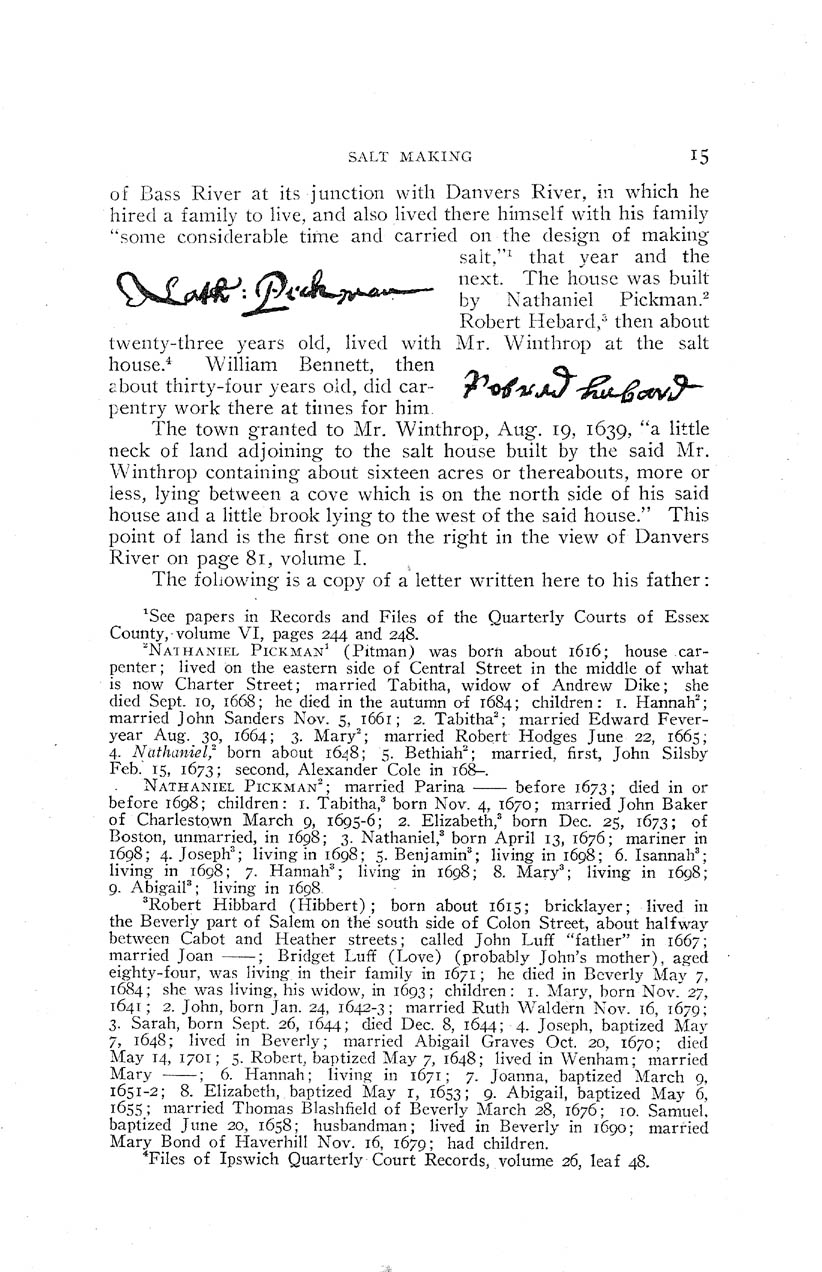 SALT MAKING 15
of Bass River at its junction with Danvers River, in which he
hired a family to live, and also lived there himself with his family
“some considerable time and carried on the design of making
salt,”¹ that year and the
next. The house was built
by Nathaniel Pickman.²
Robert Hebard,³ then about
Nath: Pickman
twenty-three years old, lived with Mr. Winthrop at the salt
house.⁴ William Bennett, then
about thirty-four years old, did car-
pentry work there at times for him.
Robert hebard
The town granted to Mr. Winthrop, Aug. 19, 1639, “a little
neck of land adjoining to the salt house built by the said Mr.
Winthrop containing about sixteen acres or thereabouts, more or
less, lying between a cove which is on the north side of his said
house and a little brook lying to the west of the said house.” This
point of land is the first one on the right in the view of Danvers
River on page 81, volume I.
The following is a copy of a letter written here to his father:
¹See papers in Records and Files of the Quarterly Courts of Essex
County, volume VI, pages 244 and 248.
²NATHANIEL PICKMAN¹ (Pitman) was born about 1616; house car-
penter; lived on the eastern side of Central Street in the middle of what
is now Charter Street; married Tabitha, widow of Andrew Dike; she
died Sept. 10, 1668; he died in the autumn of 1684; children: 1. Hannah²;
married John Sanders Nov. 5, 1661; 2. Tabitha²; married Edward Fever-
year Aug. 30, 1664; 3. Mary²; married Robert Hodges June 22, 1665;
4. Nathaniel,² born about 1648; 5. Bethiah²; married, first, John Silsby
Feb. 15, 1673; second, Alexander Cole in 168–.
NATHANIEL PICKMAN²; married Parina —— before 1673; died in or
before 1698; children: 1. Tabitha,³ born Nov. 4, 1670; married John Baker
of Charlestown March 9, 1695-6; 2. Elizabeth,³ born Dec. 25, 1673; of
Boston, unmarried, in 1698; 3. Nathaniel,³ born April 13, 1676; mariner in
1698; 4. Joseph³; living in 1698; 5. Benjamin³; living in 1698; 6. Isannah³;
living in 1698; 7. Hannah³; living in 1698; 8. Mary³; living in 1698;
9. Abigail³; living in 1698.
³Robert Hibbard (Hibbert); born about 1615; bricklayer; lived in
the Beverly part of Salem on the south side of Colon Street, about halfway
between Cabot and Heather streets; called John Luff “father” in 1667;
married Joan ——; Bridget Luff (Love) (probably John’s mother), aged
eighty-four, was living in their family in 1671; he died in Beverly May 7,
1684; she was living, his widow, in 1693; children: 1. Mary, born Nov. 27,
1641; 2. John, born Jan. 24, 1642-3; married Ruth Waldern Nov. 16, 1679;
3. Sarah, born Sept. 26, 1644; died Dec. 8, 1644; 4. Joseph, baptized May
7, 1648; lived in Beverly; married Abigail Graves Oct. 20, 1670; died
May 14, 1701; 5. Robert, baptized May 7, 1648; lived in Wenham; married
Mary ——; 6. Hannah; living in 1671; 7. Joanna, baptized March 9,
1651-2; 8. Elizabeth, baptized May 1, 1653; 9. Abigail, baptized May 6,
1655; married Thomas Blashfield of Beverly March 28, 1676; 10. Samuel,
baptized June 20, 1658; husbandman; lived in Beverly in 1690; married
Mary Bond of Haverhill Nov. 16, 1679; had children.
⁴Files of Ipswich Quarterly Court Records, volume 26, leaf 48.